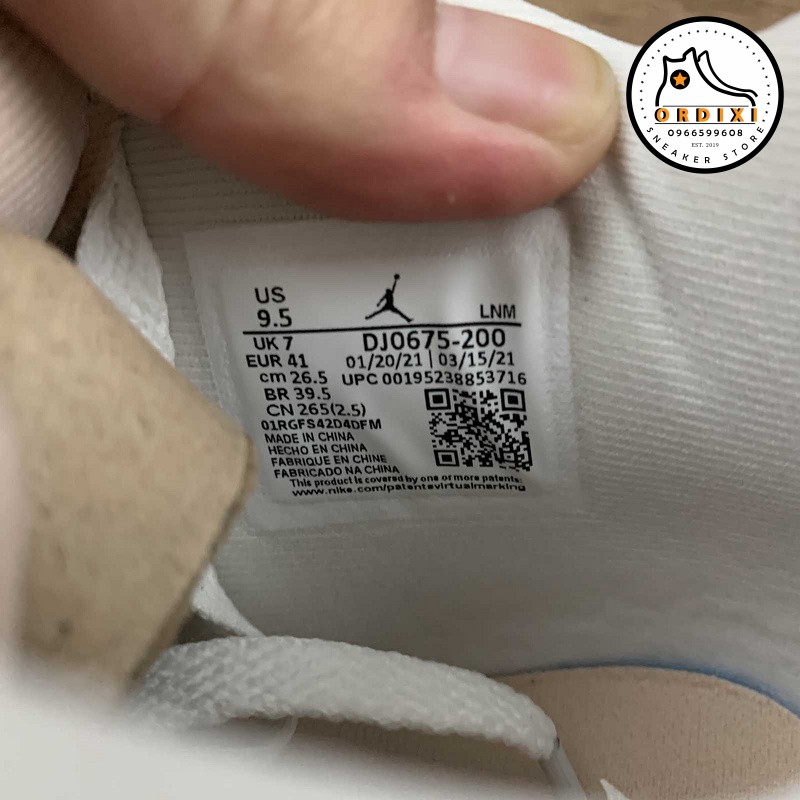 ORDIXI
0966599608
EST. 2019
SNEAKER STORE
US
9.5
LNM
UK 7
DJ0675-200
EUR 41
01/20/21 | 03/15/21
cm 26.5
UPC 00195238853716
BR 39.5
CN 265(2.5)
01RGFS42D4DFM
MADE IN CHINA
HECHO EN CHINA
FABRIQUE EN CHINE
FABRICADO NA CHINA
This product is covered by one or more patents:
www.nike.com/patentsvirtualmarking